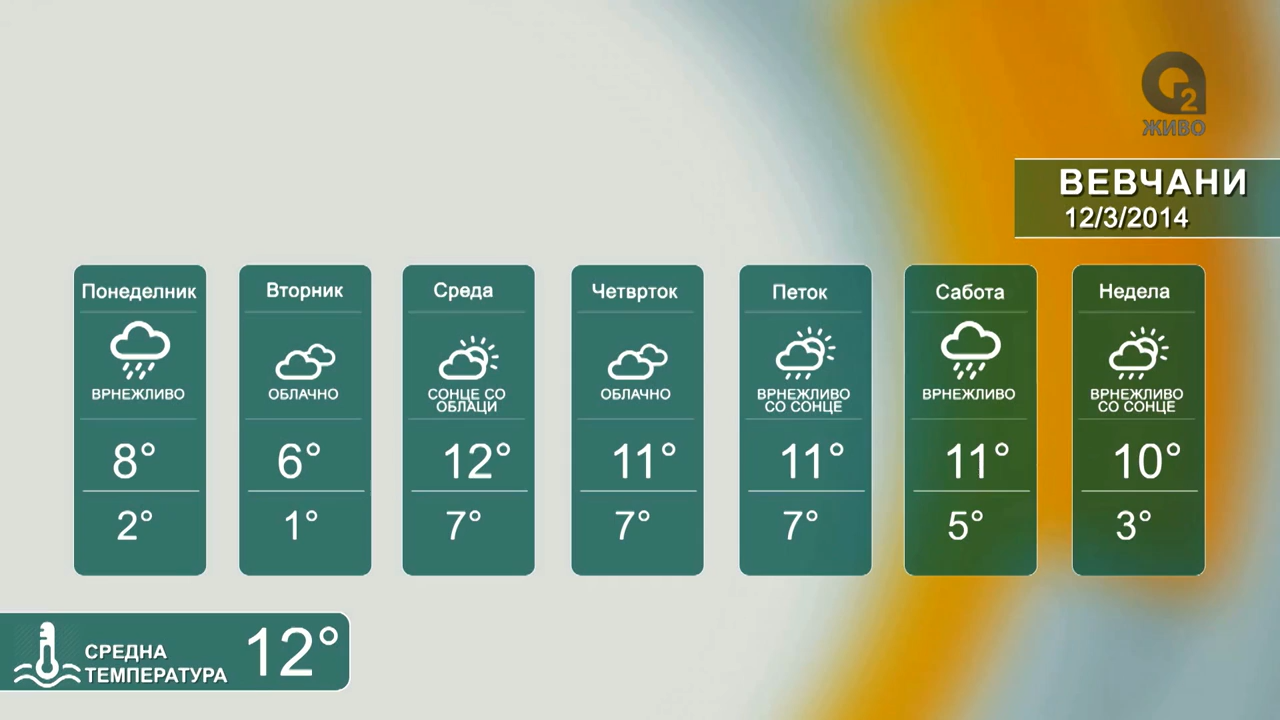 2
ЖИВО
ВЕВЧАНИ
12/3/2014
Понеделник
ВРНЕЖЛИВО
8°
2°
Вторник
ОБЛАЧНО
6°
1°
Среда
СОНЦЕ СО
ОБЛАЦИ
12°
7°
Четврток
ОБЛАЧНО
11°
7°
Петок
ВРНЕЖЛИВО
СО СОНЦЕ
11°
7°
Сабота
ВРНЕЖЛИВО
11°
5°
Недела
ВРНЕЖЛИВО
СО СОНЦЕ
10°
3°
СРЕДНА
ТЕМПЕРАТУРА
12°